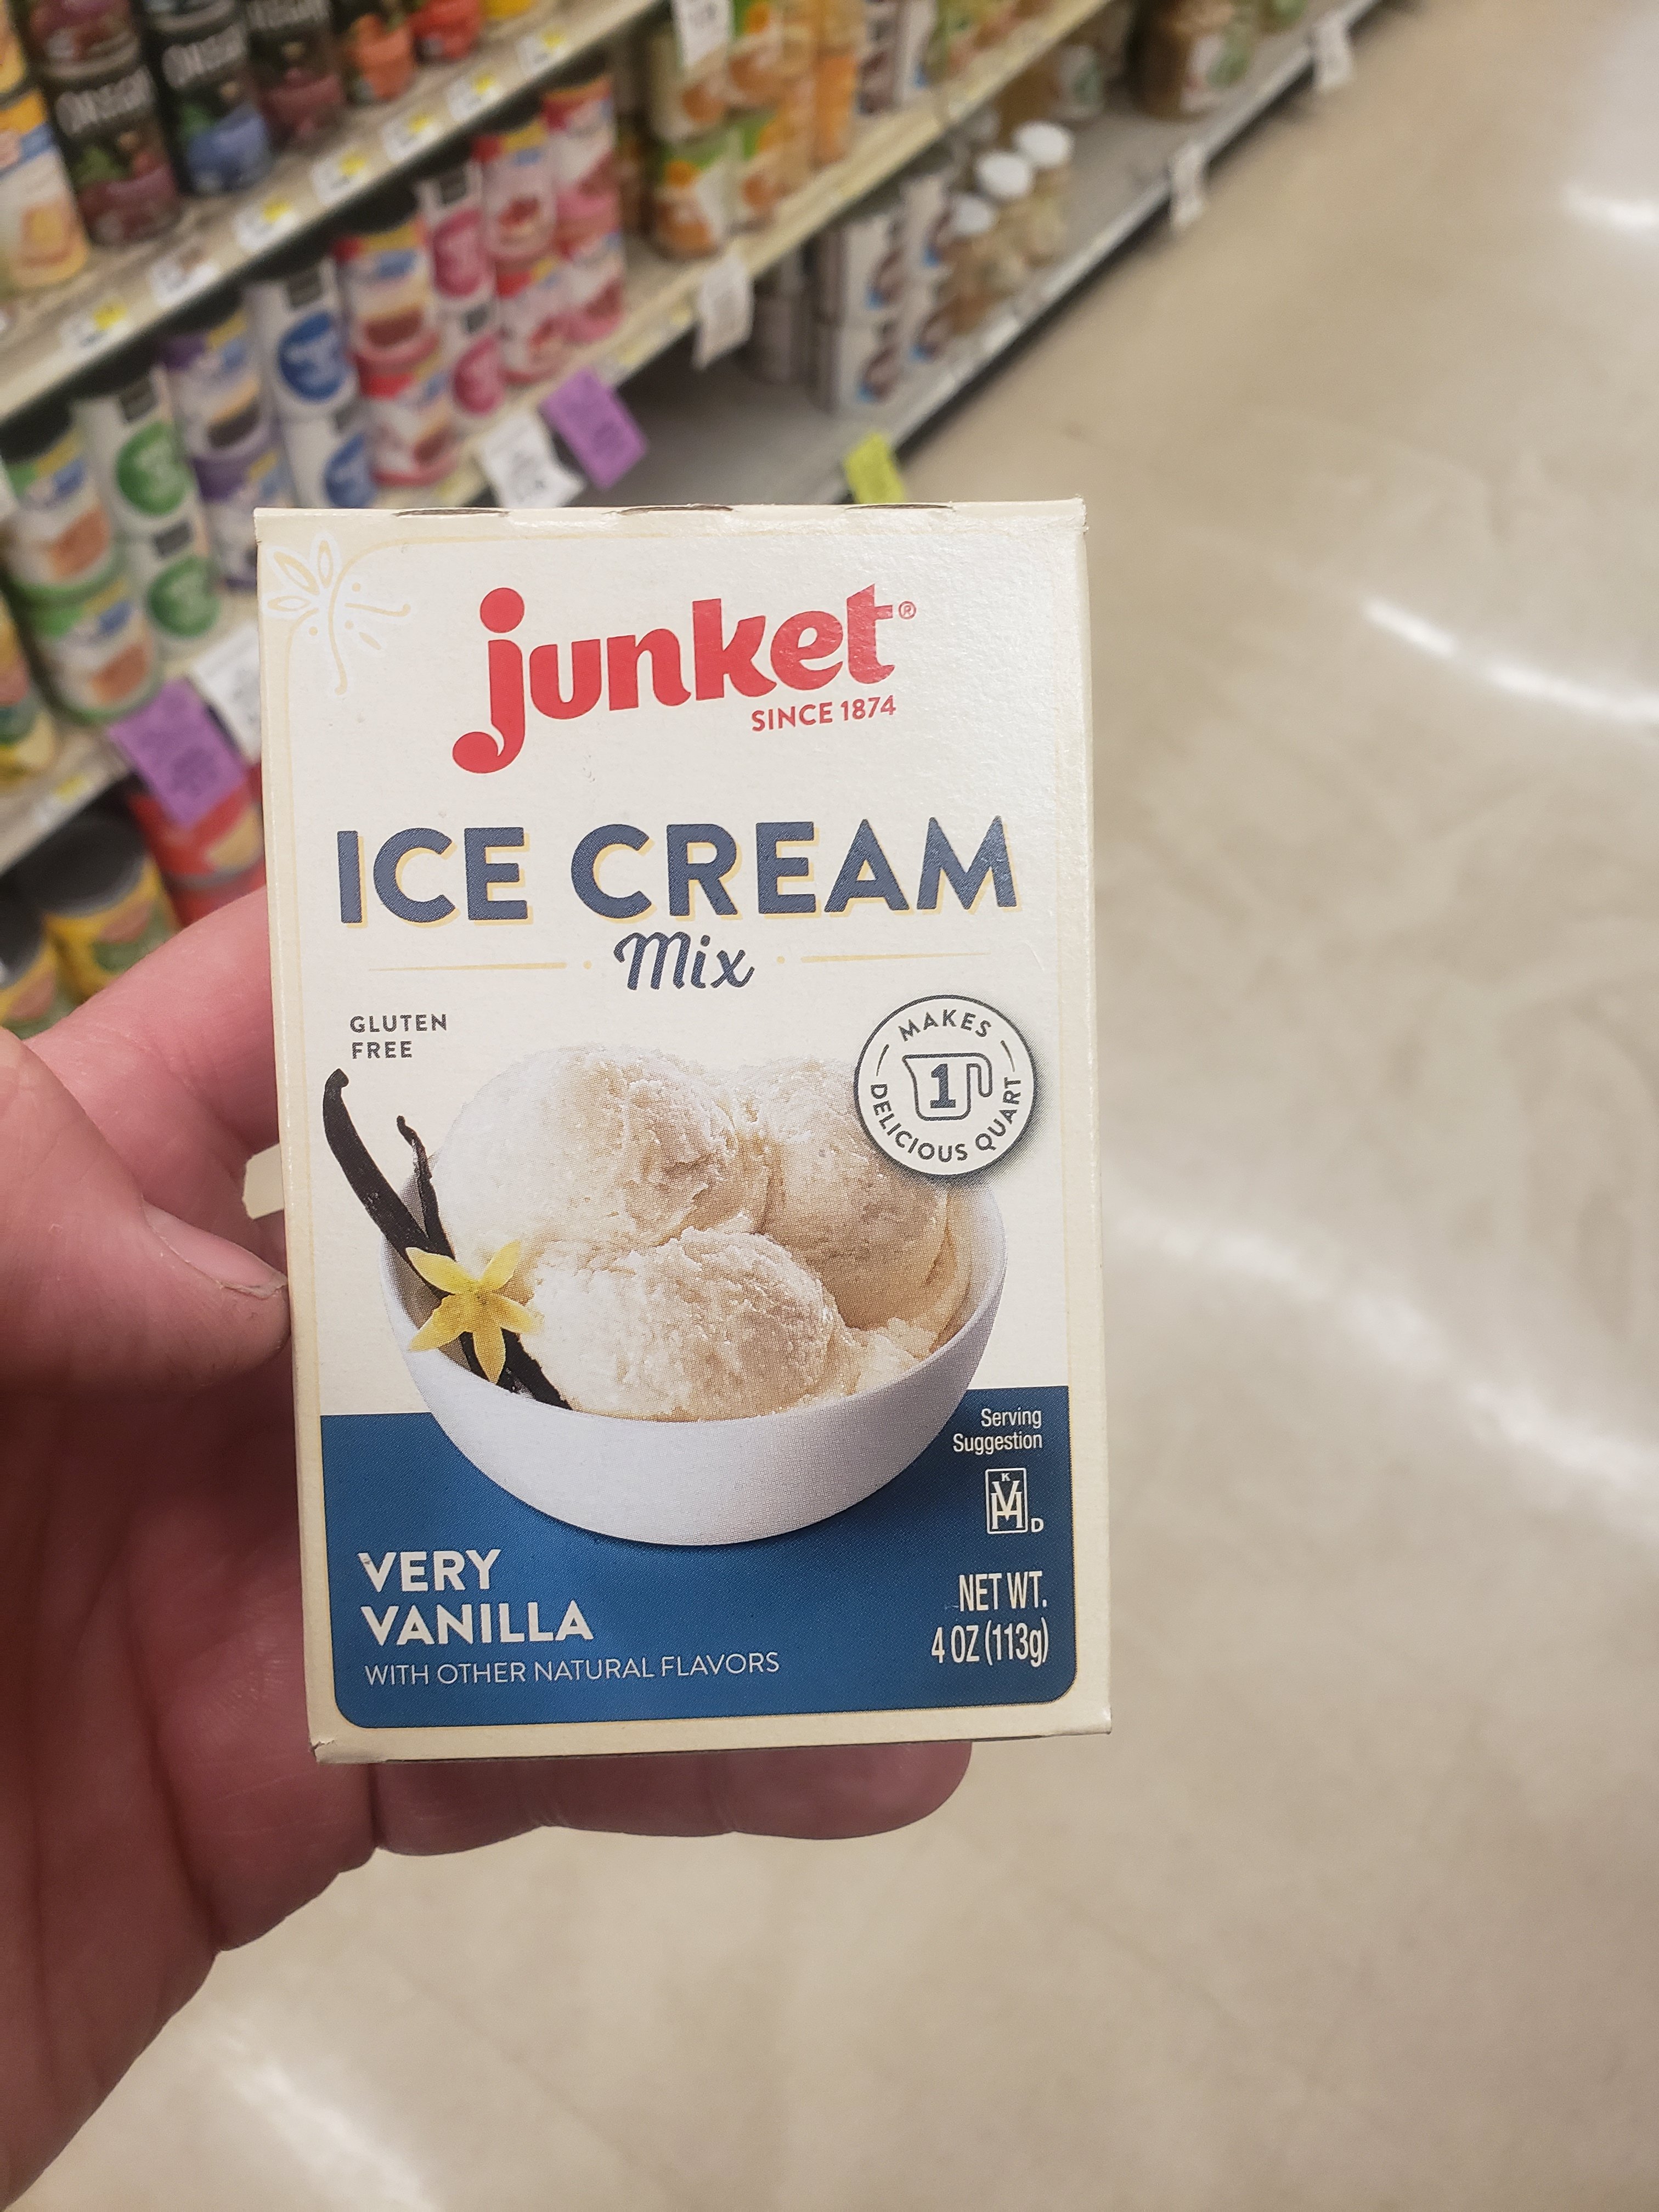 junket®
SINCE 1874
ICE CREAM
Mix
GLUTEN
FREE
MAKES
1
DELICIOUS QUART
Serving
Suggestion
K
VH
D
VERY
VANILLA
WITH OTHER NATURAL FLAVORS
NET WT.
4 OZ (113g)